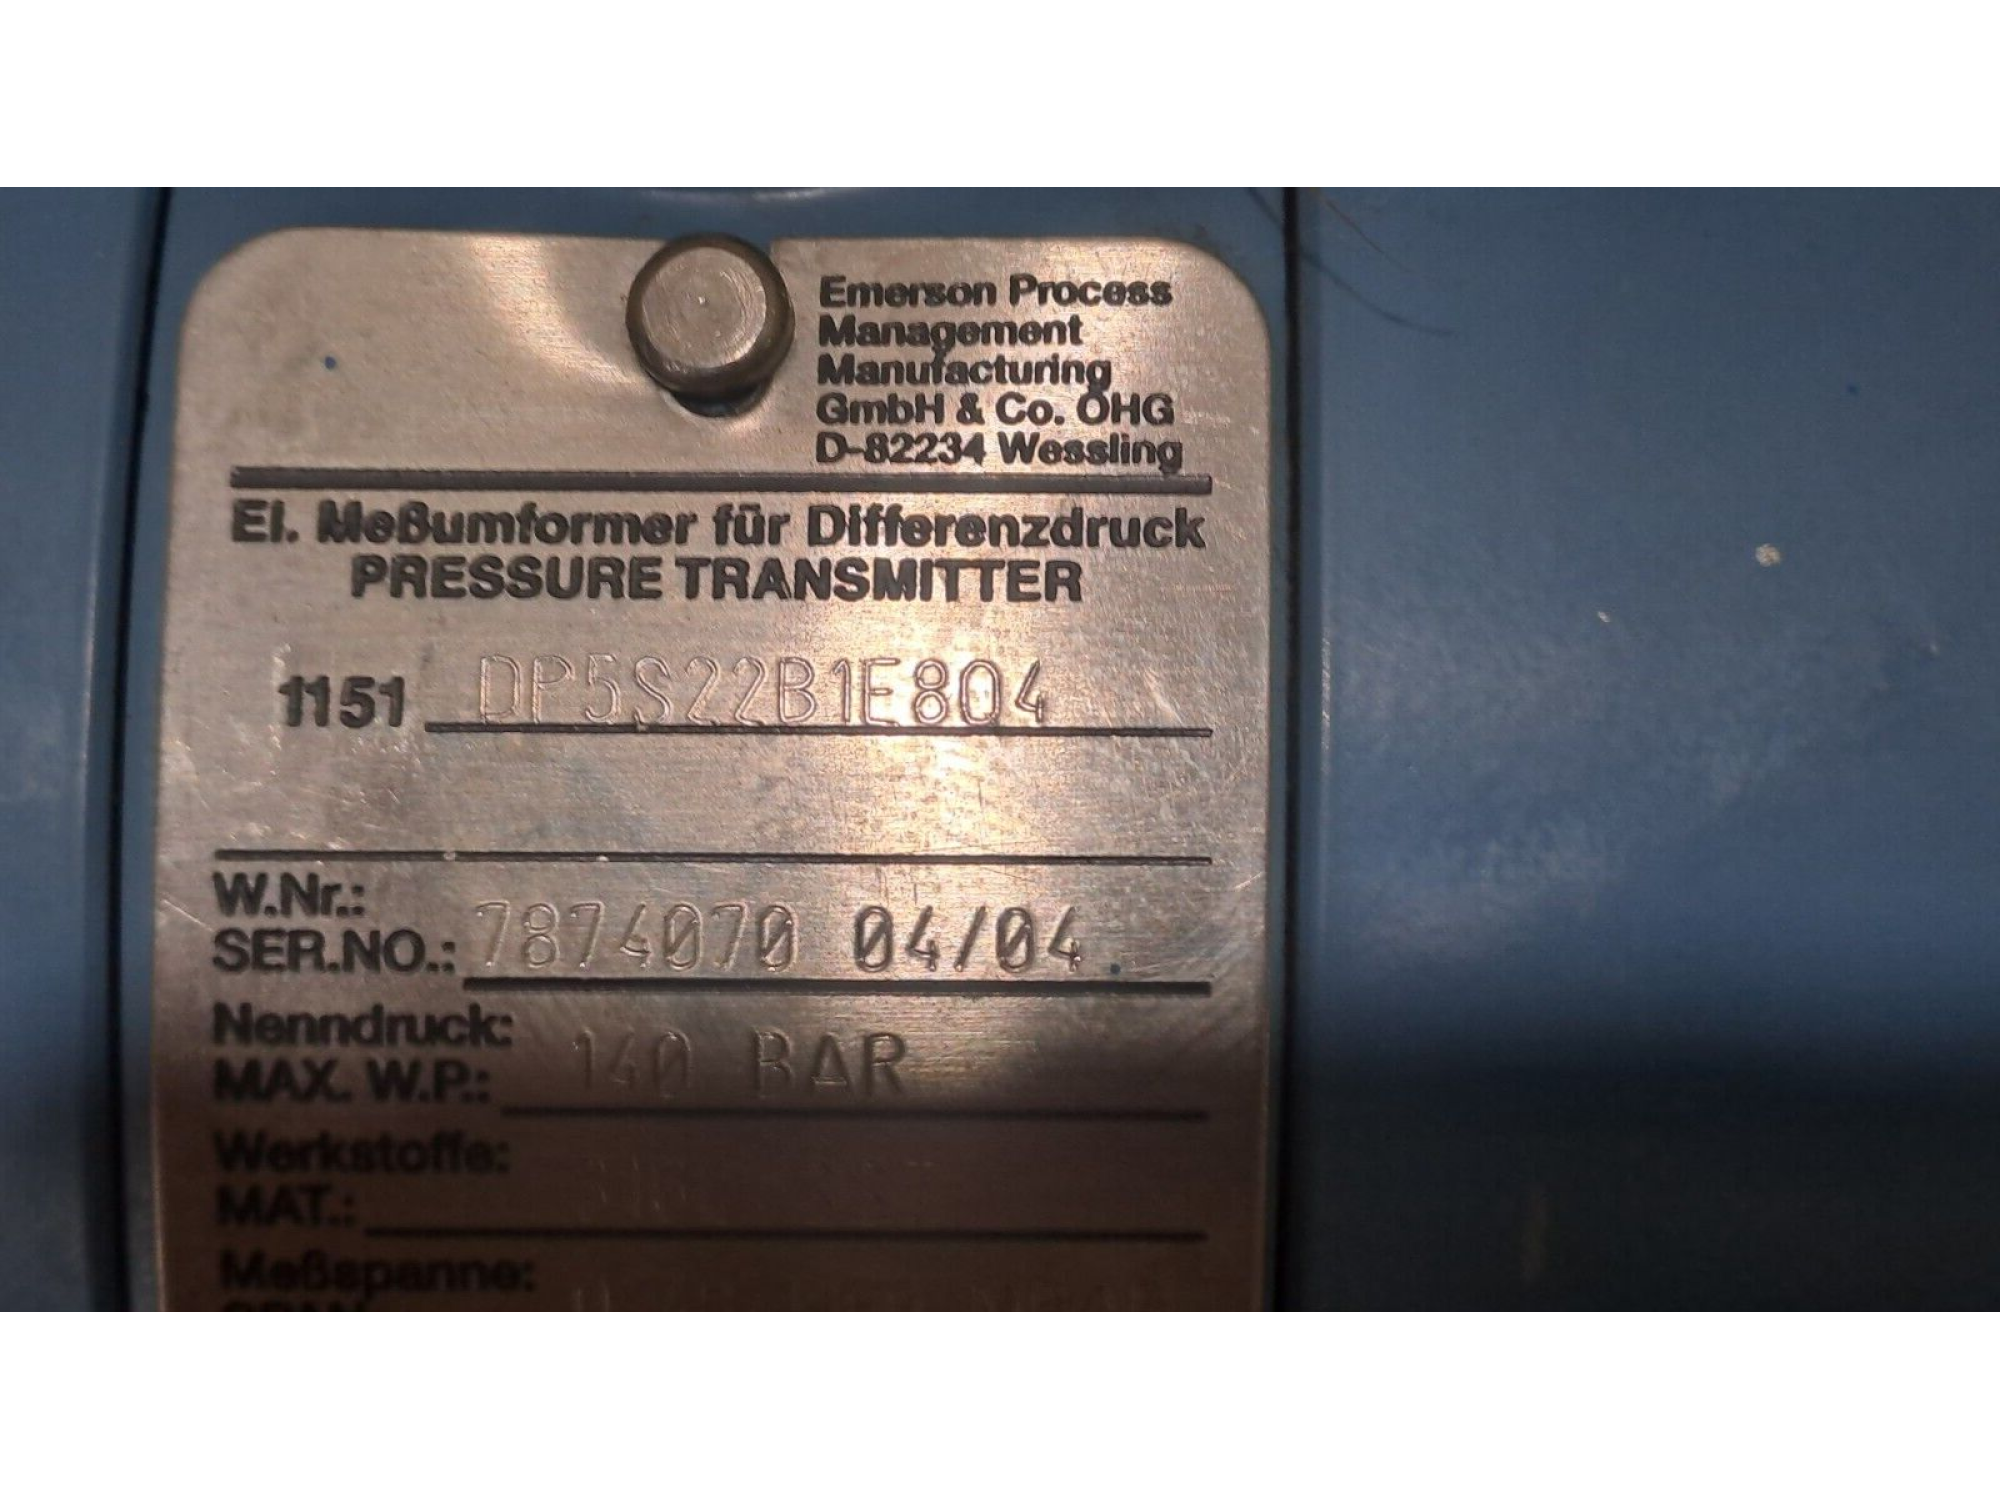 Emerson Process
Management
Manufacturing
GmbH & Co. OHG
D-82234 Wessling
El. Meßumformer für Differenzdruck
PRESSURE TRANSMITTER
1151 DP5S22B1E8Q4
W.Nr.:
SER.NO.: 7874070 04/04
Nenndruck:
MAX. W.P.: 140 BAR
Werkstoffe:
MAT.:
Meßspanne: